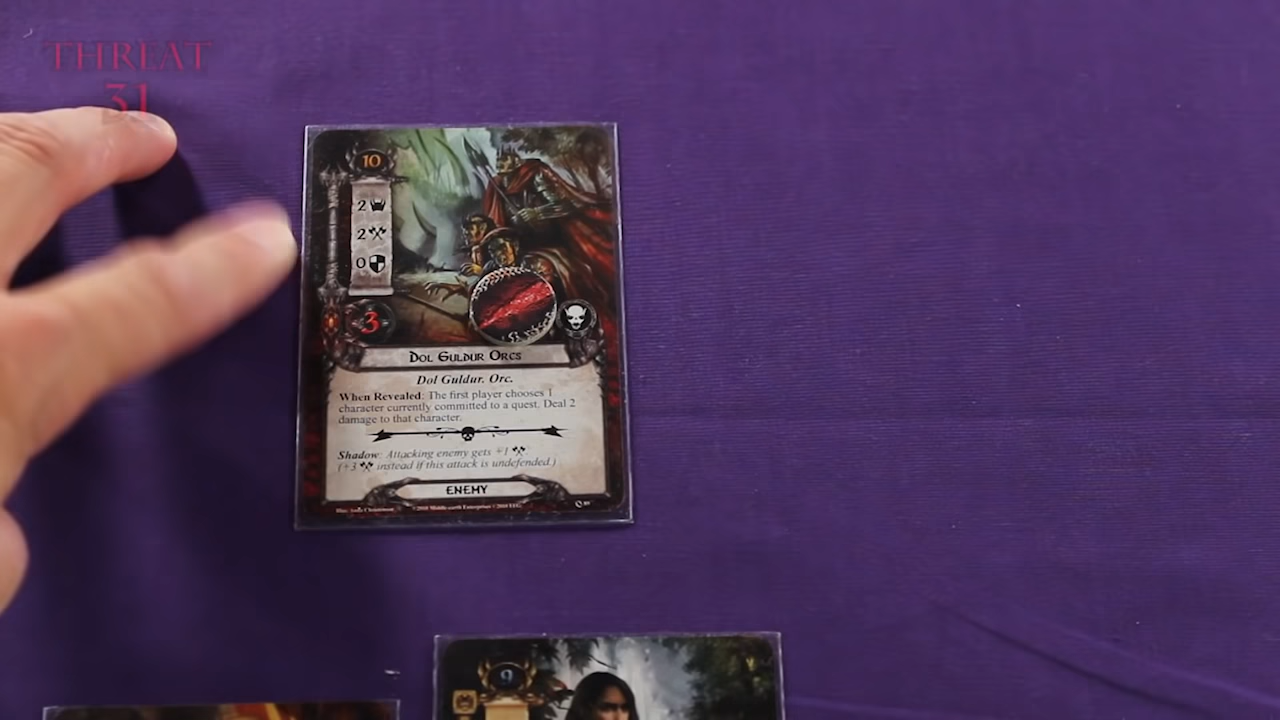 THREAT
31
10
2
2
0
3
Dol Guldur Orcs
Dol Guldur. Orc.
When Revealed: The first player chooses 1
character currently committed to a quest. Deal 2
damage to that character.
Shadow: Attacking enemy gets +1
(+3 instead if this attack is undefended.)
ENEMY
9